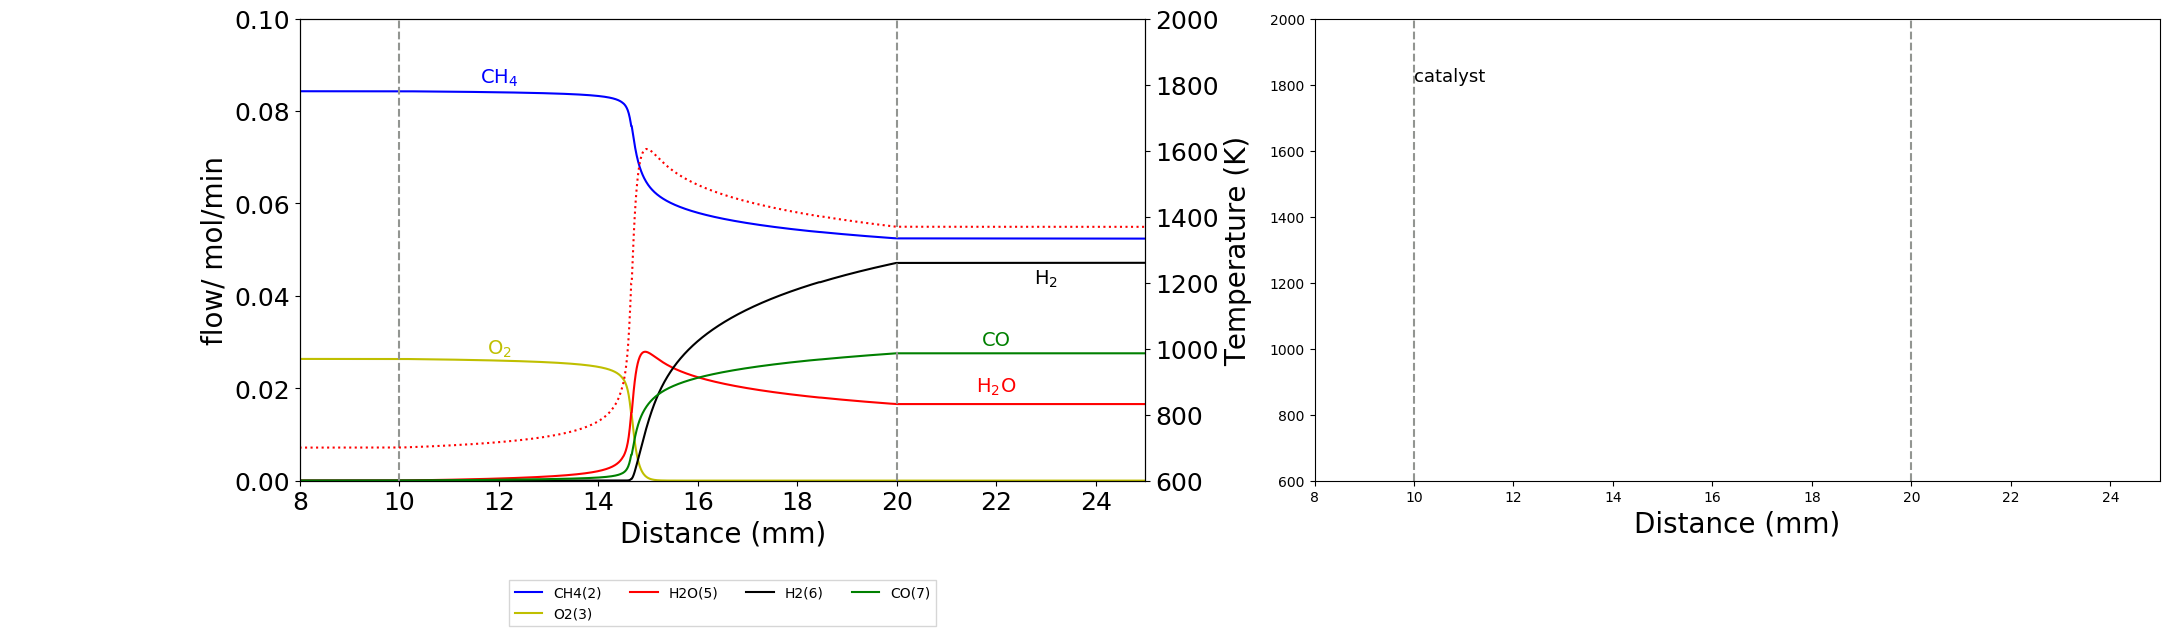 0.10
0.08
0.06
0.04
0.02
0.00
flow/ mol/min
CH₄
O₂
H₂
CO
H₂O
8 10 12 14 16 18 20 22 24
Distance (mm)
2000
1800
1600
1400
1200
1000
800
600
Temperature (K)
CH4(2) H2O(5) H2(6) CO(7)
O2(3)
2000
1800
1600
1400
1200
1000
800
600
catalyst
8 10 12 14 16 18 20 22 24
Distance (mm)